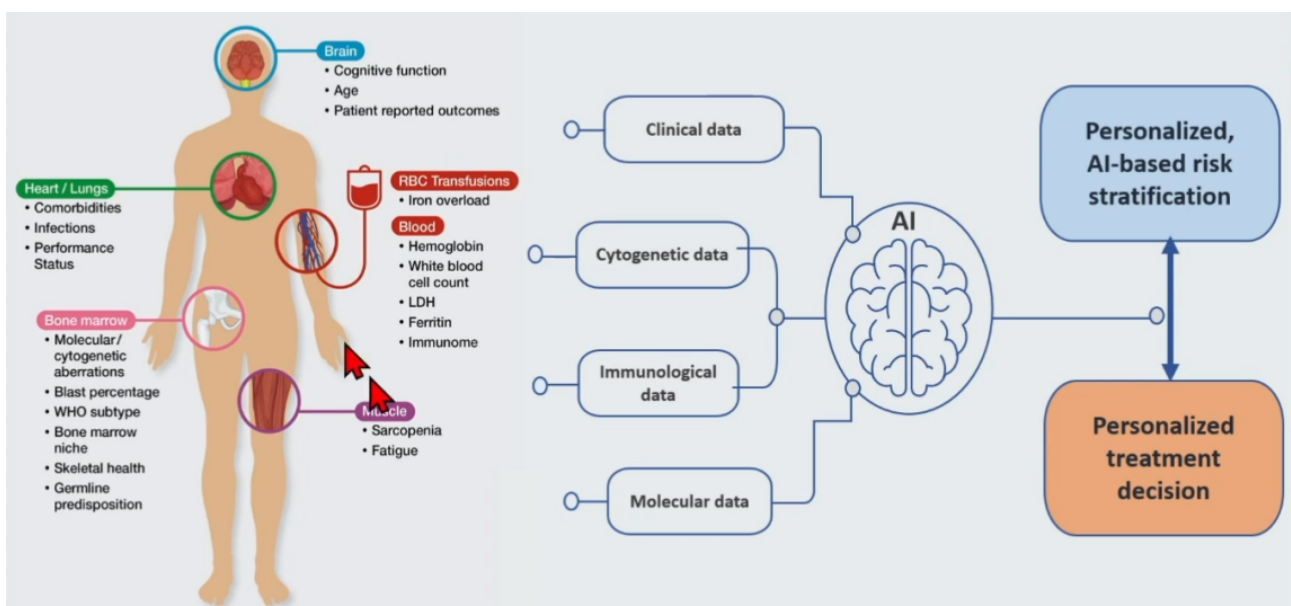 Brain
• Cognitive function
• Age
• Patient reported outcomes
Heart / Lungs
• Comorbidities
• Infections
• Performance
Status
RBC Transfusions
• Iron overload
Blood
• Hemoglobin
• White blood
cell count
• LDH
• Ferritin
• Immunome
Bone marrow
• Molecular/
cytogenetic
aberrations
• Blast percentage
• WHO subtype
• Bone marrow
niche
• Skeletal health
• Germline
predisposition
Muscle
• Sarcopenia
• Fatigue
Clinical data
Cytogenetic data
Immunological
data
Molecular data
AI
Personalized,
AI-based risk
stratification
Personalized
treatment
decision